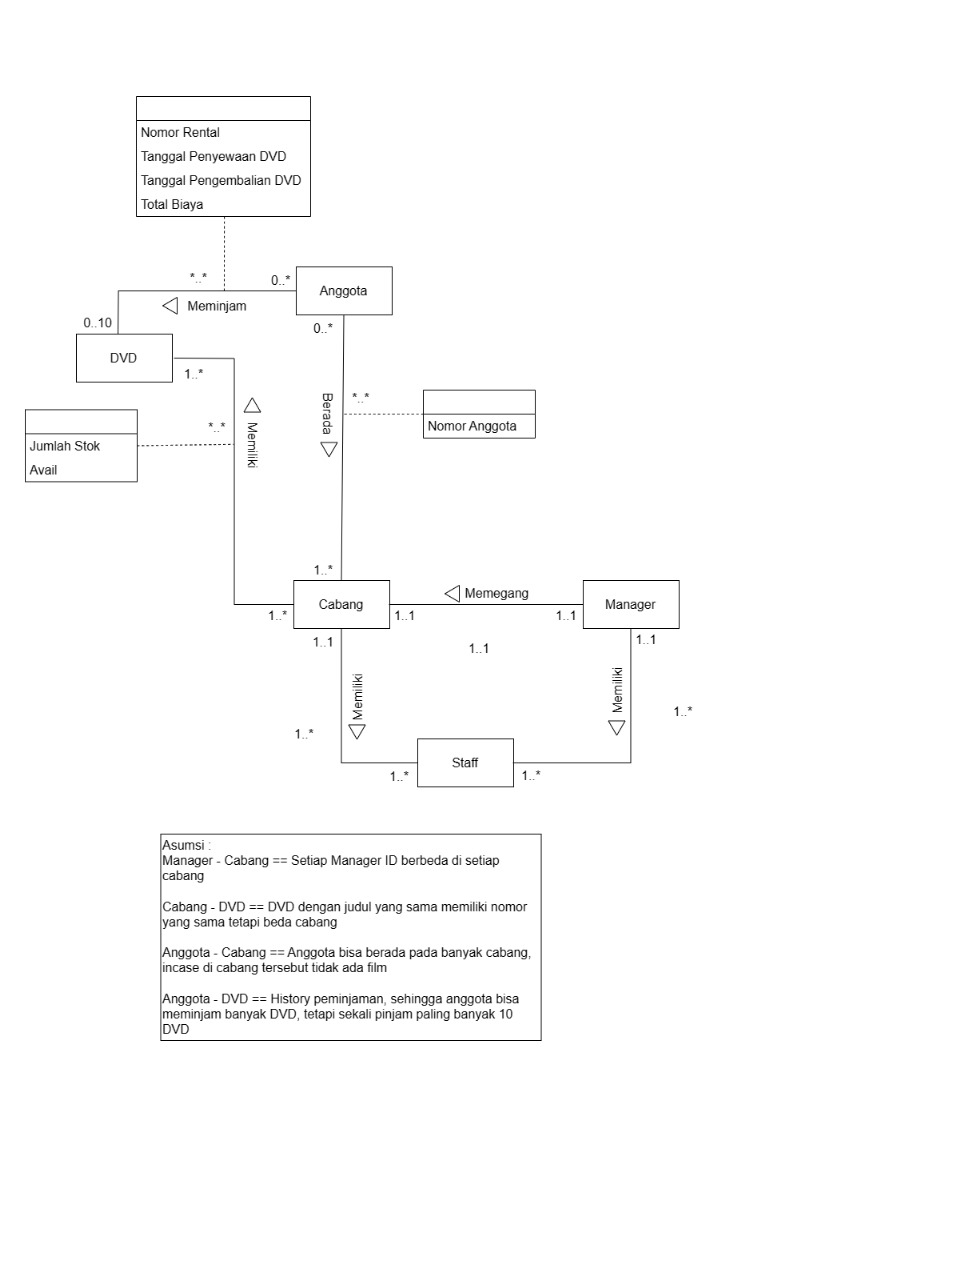 Nomor Rental
Tanggal Penyewaan DVD
Tanggal Pengembalian DVD
Total Biaya
*..*
0..*
Anggota
Meminjam
0..10
0..*
DVD
1..*
Berada
*..*
Nomor Anggota
*..*
Memiliki
Jumlah Stok
Avail
1..*
Cabang
Memegang
Manager
1..*
1..1
1..1
1..1
1..1
1..1
Memiliki
Memiliki
1..*
1..*
Staff
1..*
1..*
Asumsi :
Manager - Cabang == Setiap Manager ID berbeda di setiap
cabang
Cabang - DVD == DVD dengan judul yang sama memiliki nomor
yang sama tetapi beda cabang
Anggota - Cabang == Anggota bisa berada pada banyak cabang,
incase di cabang tersebut tidak ada film
Anggota - DVD == History peminjaman, sehingga anggota bisa
meminjam banyak DVD, tetapi sekali pinjam paling banyak 10
DVD